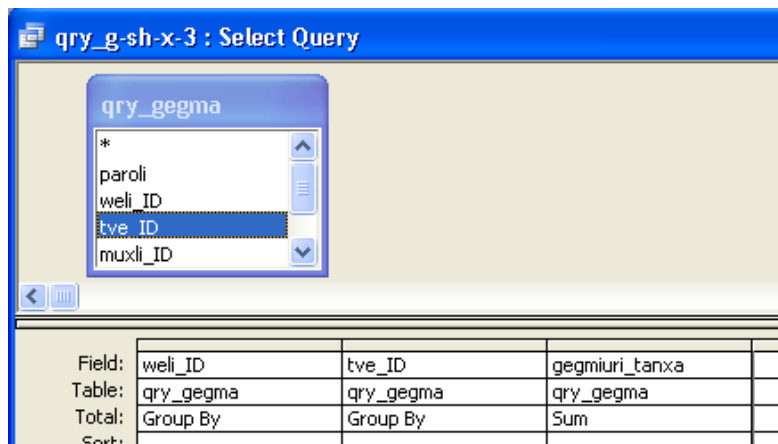 qry_g-sh-x-3 : Select Query
qry_gegma
*
paroli
weli_ID
tve_ID
muxli_ID
Field: weli_ID tve_ID gegmiuri_tanxa
Table: qry_gegma qry_gegma qry_gegma
Total: Group By Group By Sum
Sort: